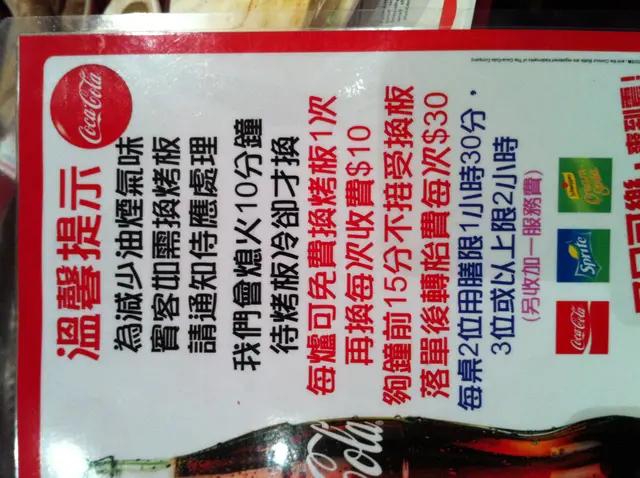 Coca-Cola
溫馨提示
為減少油煙氣味
賓客如需換烤板
請通知侍應處理
我們會熄火10分鐘
待烤板冷卻才換
每爐可免費換烤板1次
再換每次收費$10
夠鐘前15分不接受換板
落單後轉枱費每次$30
每桌2位用膳限1小時30分，
3位或以上限2小時
(另收加一服務費)
Sprite
Coca-Cola
Cola